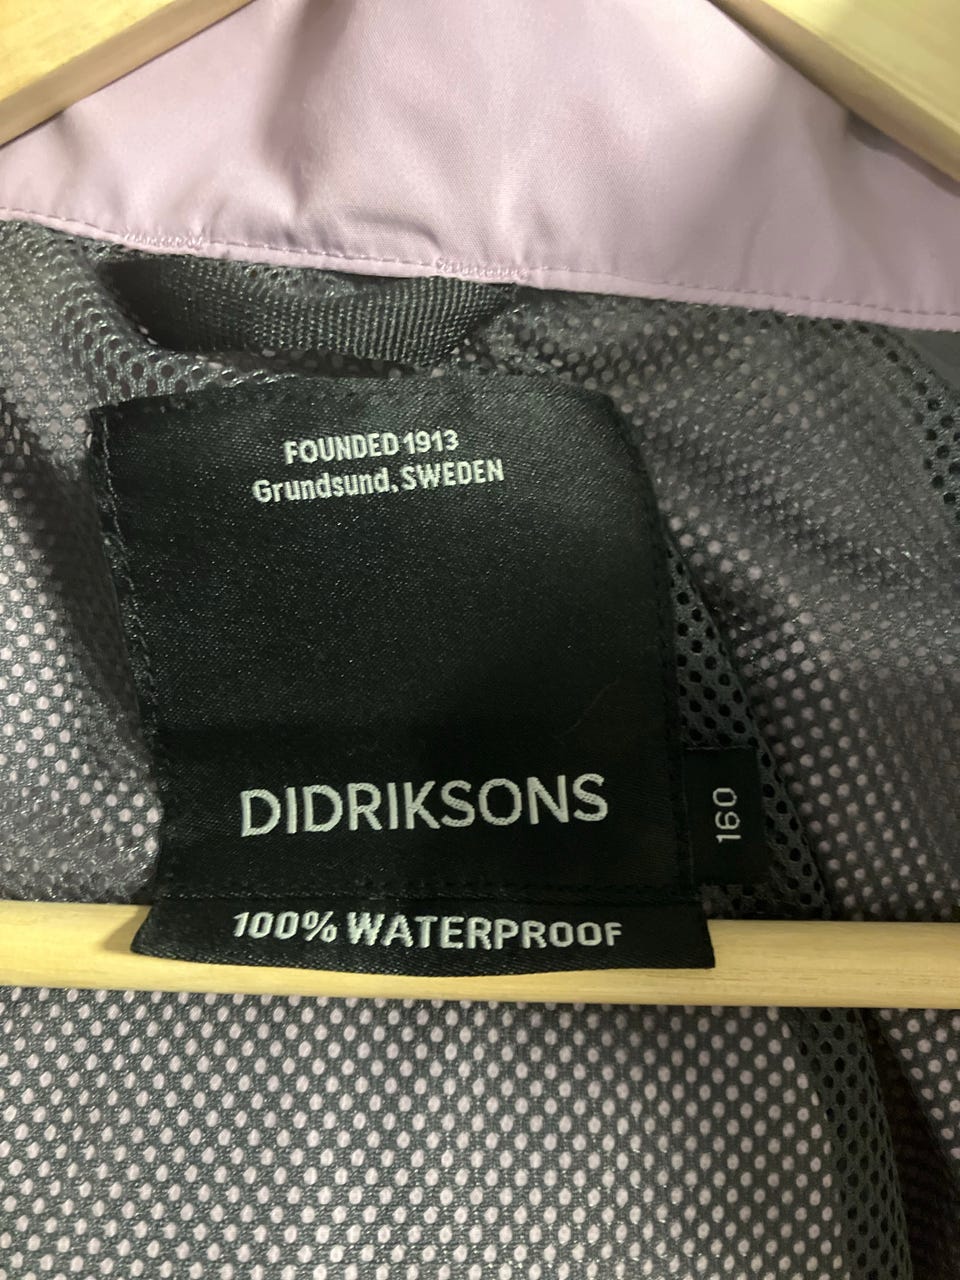 FOUNDED 1913
Grundsund, SWEDEN
DIDRIKSONS
160
100% WATERPROOF